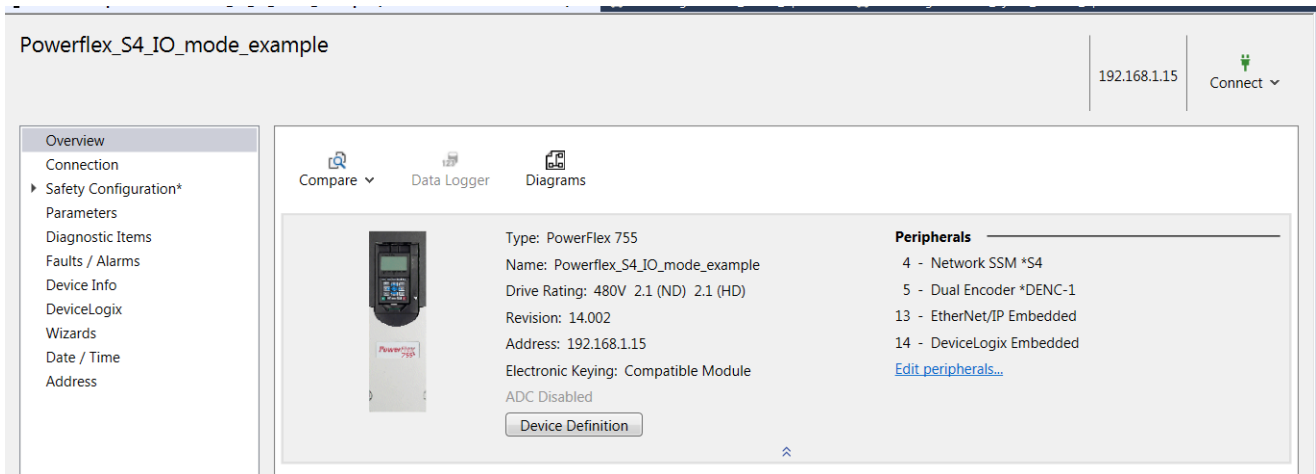 Powerflex_S4_IO_mode_example
192.168.1.15
Connect
Overview
Connection
Safety Configuration*
Parameters
Diagnostic Items
Faults / Alarms
Device Info
DeviceLogix
Wizards
Date / Time
Address
Compare
Data Logger
Diagrams
Type: PowerFlex 755
Name: Powerflex_S4_IO_mode_example
Drive Rating: 480V 2.1 (ND) 2.1 (HD)
Revision: 14.002
Address: 192.168.1.15
Electronic Keying: Compatible Module
ADC Disabled
Device Definition
Peripherals
4 - Network SSM *S4
5 - Dual Encoder *DENC-1
13 - EtherNet/IP Embedded
14 - DeviceLogix Embedded
Edit peripherals...
PowerFlex
755